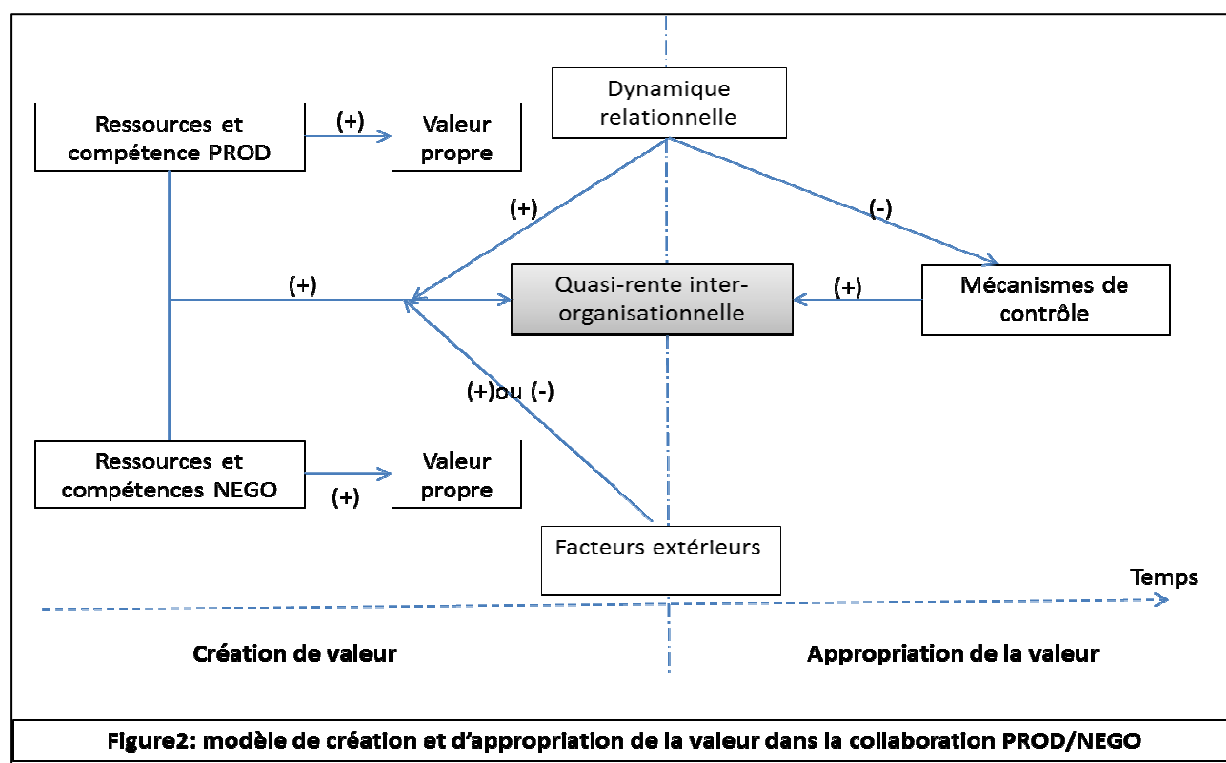 Dynamique
relationnelle
Ressources et
compétence PROD
(+)
Valeur
propre
(+)
(-)
(+)
Quasi-rente inter-
organisationnelle
(+)
Mécanismes de
contrôle
(+)ou (-)
Ressources et
compétences NEGO
(+)
Valeur
propre
Facteurs extérieurs
Temps
Création de valeur
Appropriation de la valeur
Figure2: modèle de création et d'appropriation de la valeur dans la collaboration PROD/NEGO